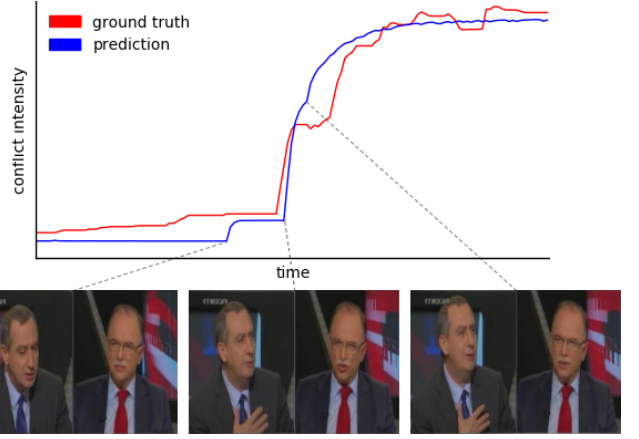 ground truth
prediction
conflict intensity
time
MEGA
MEGA